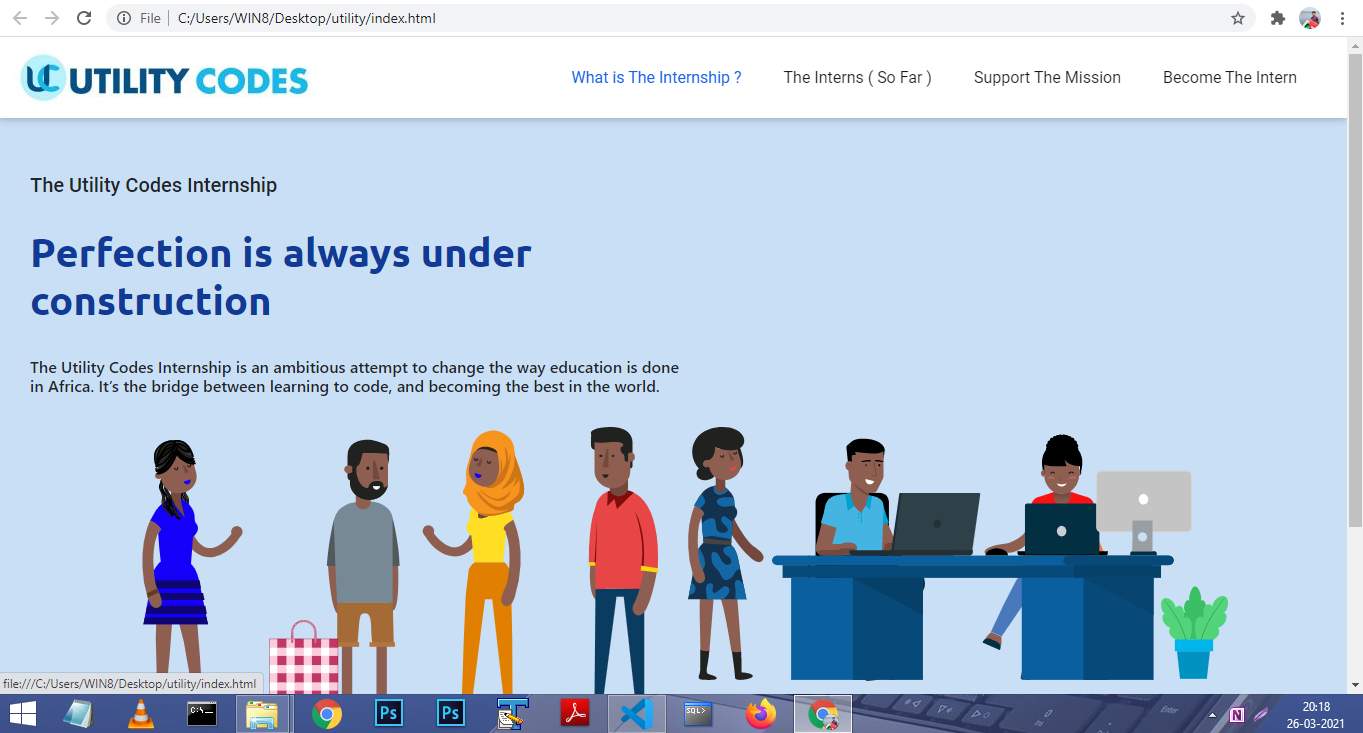 File
C:/Users/WIN8/Desktop/utility/index.html
UC UTILITY CODES
What is The Internship ?
The Interns ( So Far )
Support The Mission
Become The Intern
The Utility Codes Internship
Perfection is always under
construction
The Utility Codes Internship is an ambitious attempt to change the way education is done
in Africa. It's the bridge between learning to code, and becoming the best in the world.
file:///C:/Users/WIN8/Desktop/utility/index.html
Ps
Ps
SQL>
N
20:18
26-03-2021